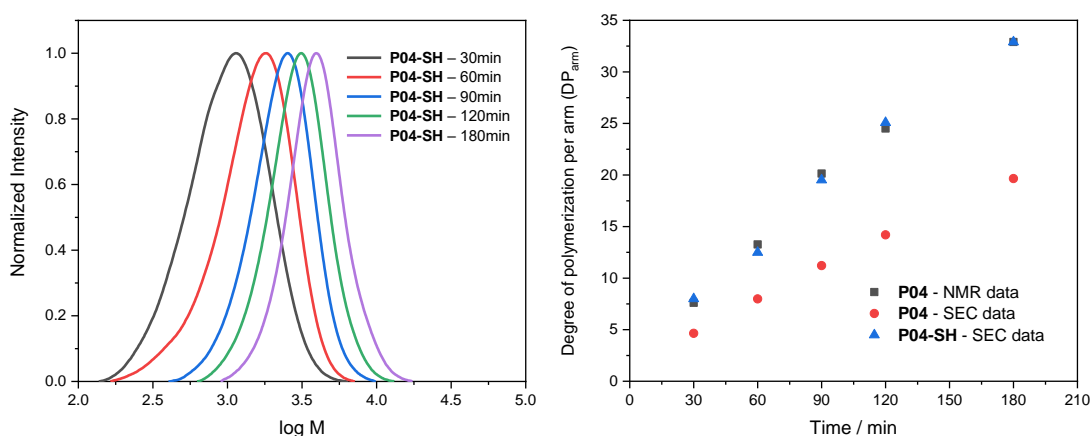 Normalized Intensity
1.0
0.8
0.6
0.4
0.2
0.0
2.0 2.5 3.0 3.5 4.0 4.5 5.0
log M
P04-SH – 30min
P04-SH – 60min
P04-SH – 90min
P04-SH – 120min
P04-SH – 180min
Degree of polymerization per arm (DParm)
35
30
25
20
15
10
5
0
0 30 60 90 120 150 180 210
Time / min
P04 - NMR data
P04 - SEC data
P04-SH - SEC data